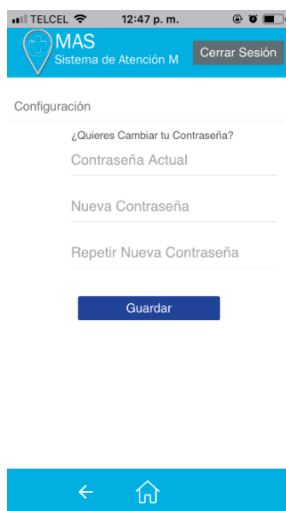 TELCEL 12:47 p. m.
MAS
Sistema de Atención M
Cerrar Sesión
Configuración
¿Quieres Cambiar tu Contraseña?
Contraseña Actual
Nueva Contraseña
Repetir Nueva Contraseña
Guardar